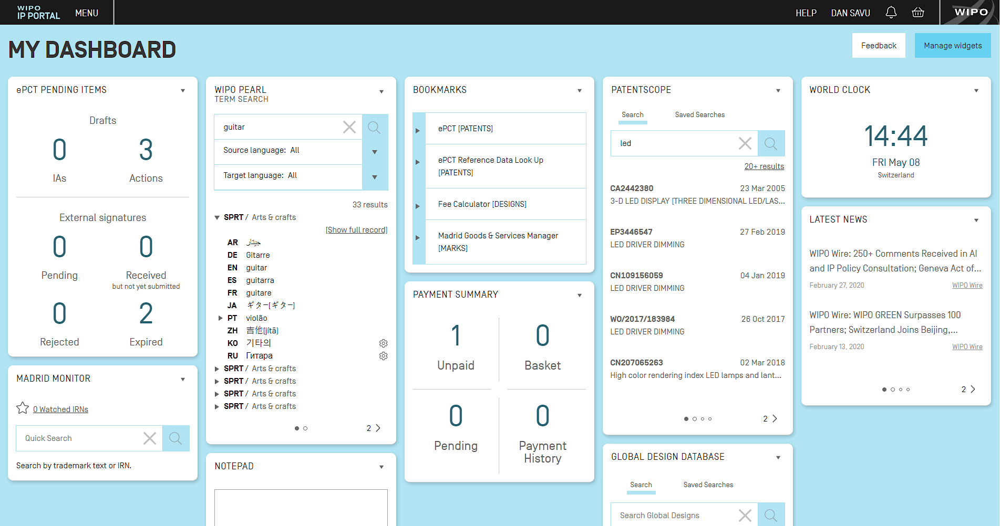 WIPO
IP PORTAL
MENU
HELP
DAN SAVU
WIPO
MY DASHBOARD
Feedback
Manage widgets
ePCT PENDING ITEMS
Drafts
0
3
IAs
Actions
External signatures
0
0
Pending
Received
but not yet submitted
0
2
Rejected
Expired
MADRID MONITOR
0 Watched IRNs
Quick Search
Search by trademark text or IRN.
WIPO PEARL
TERM SEARCH
guitar
Source language: All
Target language: All
33 results
SPRT / Arts & crafts
[Show full record]
AR جيتار
DE Gitarre
EN guitar
ES guitarra
FR guitare
JA ギター[ギター]
PT violão
ZH 吉他[jítā]
KO 기타의
RU Гитара
SPRT / Arts & crafts
SPRT / Arts & crafts
SPRT / Arts & crafts
SPRT / Arts & crafts
2
NOTEPAD
BOOKMARKS
ePCT [PATENTS]
ePCT Reference Data Look Up
[PATENTS]
Fee Calculator [DESIGNS]
Madrid Goods & Services Manager
[MARKS]
PAYMENT SUMMARY
1
0
Unpaid
Basket
0
0
Pending
Payment
History
PATENTSCOPE
Search
Saved Searches
led
20+ results
CA2442380 23 Mar 2005
3-D LED DISPLAY [THREE DIMENSIONAL LED/LAS...
EP3446547 27 Feb 2019
LED DRIVER DIMMING
CN109156059 04 Jan 2019
LED DRIVER DIMMING
WO/2017/183984 26 Oct 2017
LED DRIVER DIMMING
CN207065263 02 Mar 2018
High color rendering index LED lamps and lant...
2
GLOBAL DESIGN DATABASE
Search
Saved Searches
Search Global Designs
WORLD CLOCK
14:44
FRI May 08
Switzerland
LATEST NEWS
WIPO Wire: 250+ Comments Received in AI
and IP Policy Consultation; Geneva Act of...
February 27, 2020
WIPO Wire
WIPO Wire: WIPO GREEN Surpasses 100
Partners; Switzerland Joins Beijing,...
February 13, 2020
WIPO Wire
2